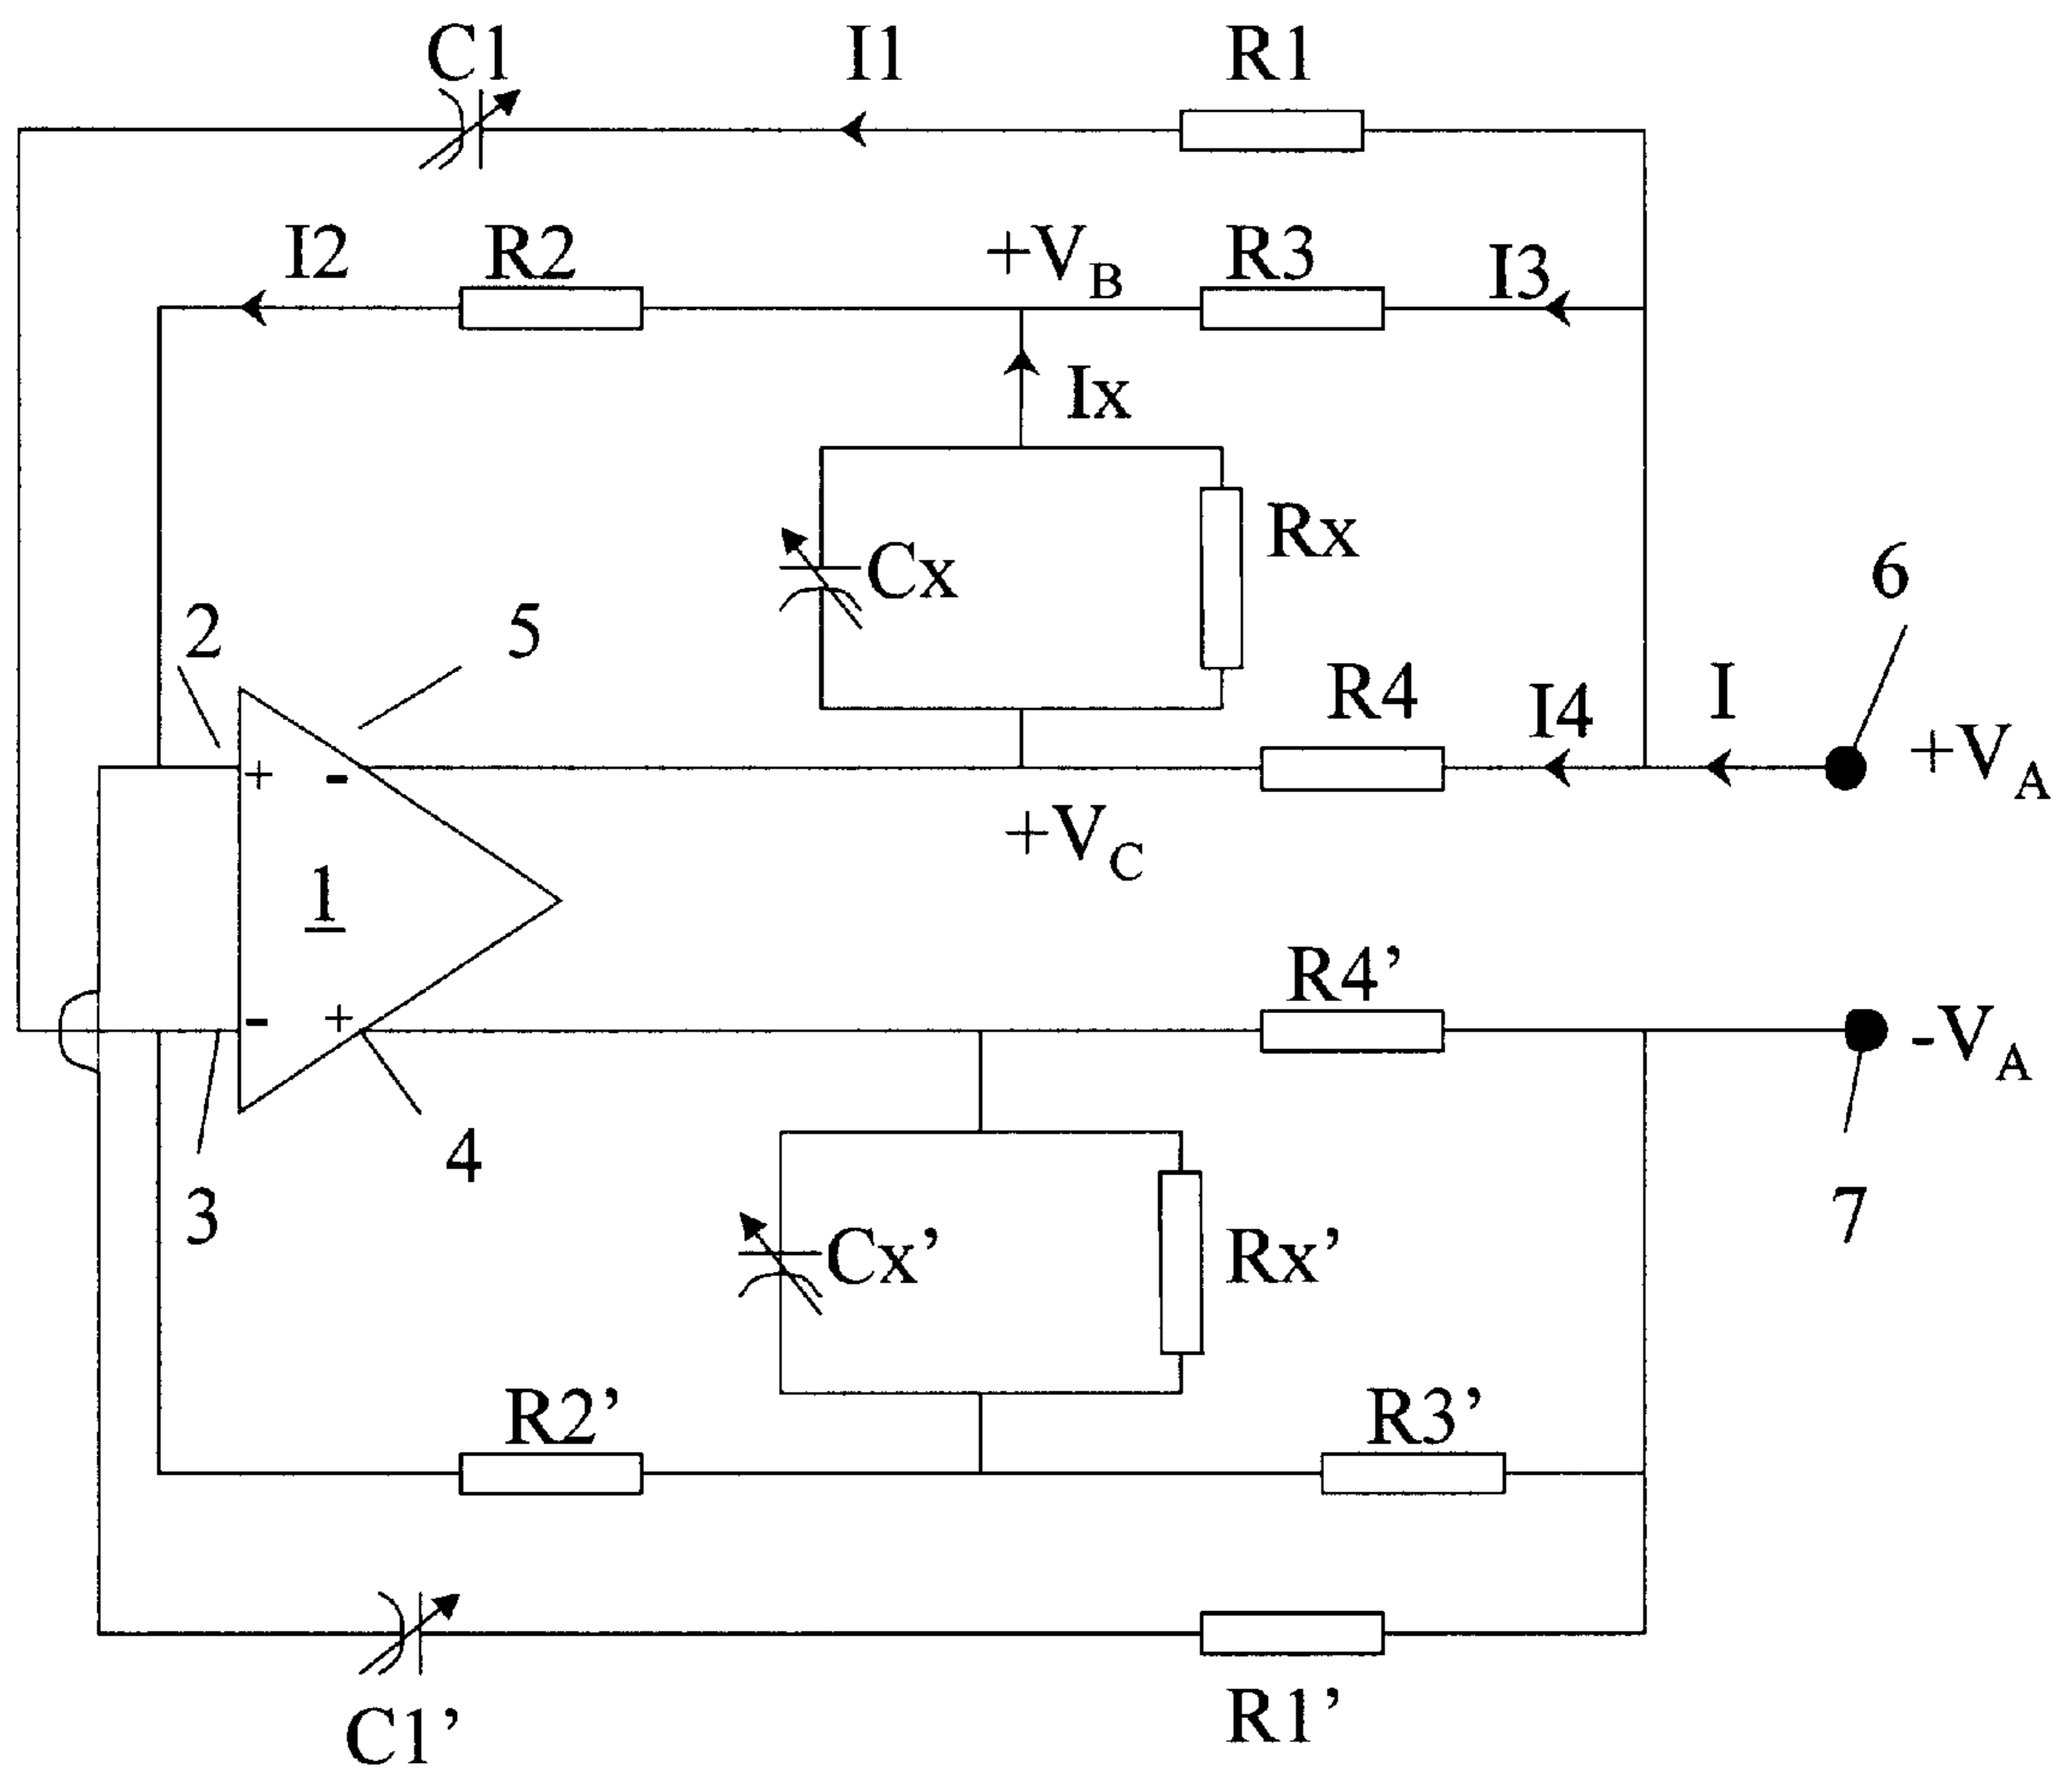 C1 I1 R1
I2 R2 +VB R3 I3
Ix
Cx Rx 6
2 5
R4 I4 I
+ - +VA
+VC
1
R4'
- + -VA
4
3 7
Cx' Rx'
R2' R3'
C1' R1'